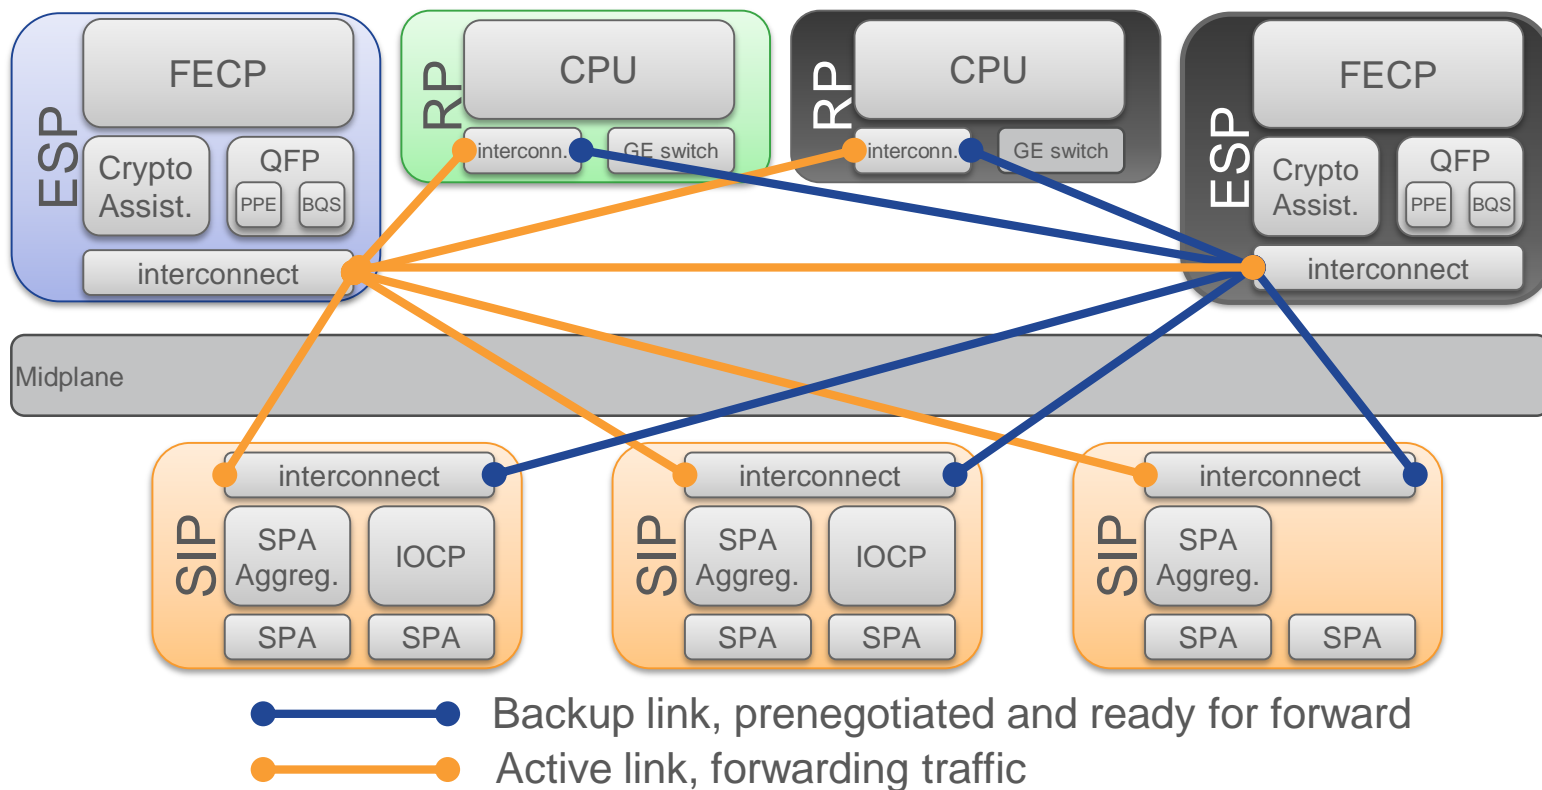 ESP
FECP
Crypto
Assist.
QFP
PPE
BQS
interconnect
RP
CPU
interconn.
GE switch
RP
CPU
interconn.
GE switch
ESP
FECP
Crypto
Assist.
QFP
PPE
BQS
interconnect
Midplane
SIP
interconnect
SPA
Aggreg.
IOCP
SPA
SPA
SIP
interconnect
SPA
Aggreg.
IOCP
SPA
SPA
SIP
interconnect
SPA
Aggreg.
SPA
SPA
Backup link, prenegotiated and ready for forward
Active link, forwarding traffic